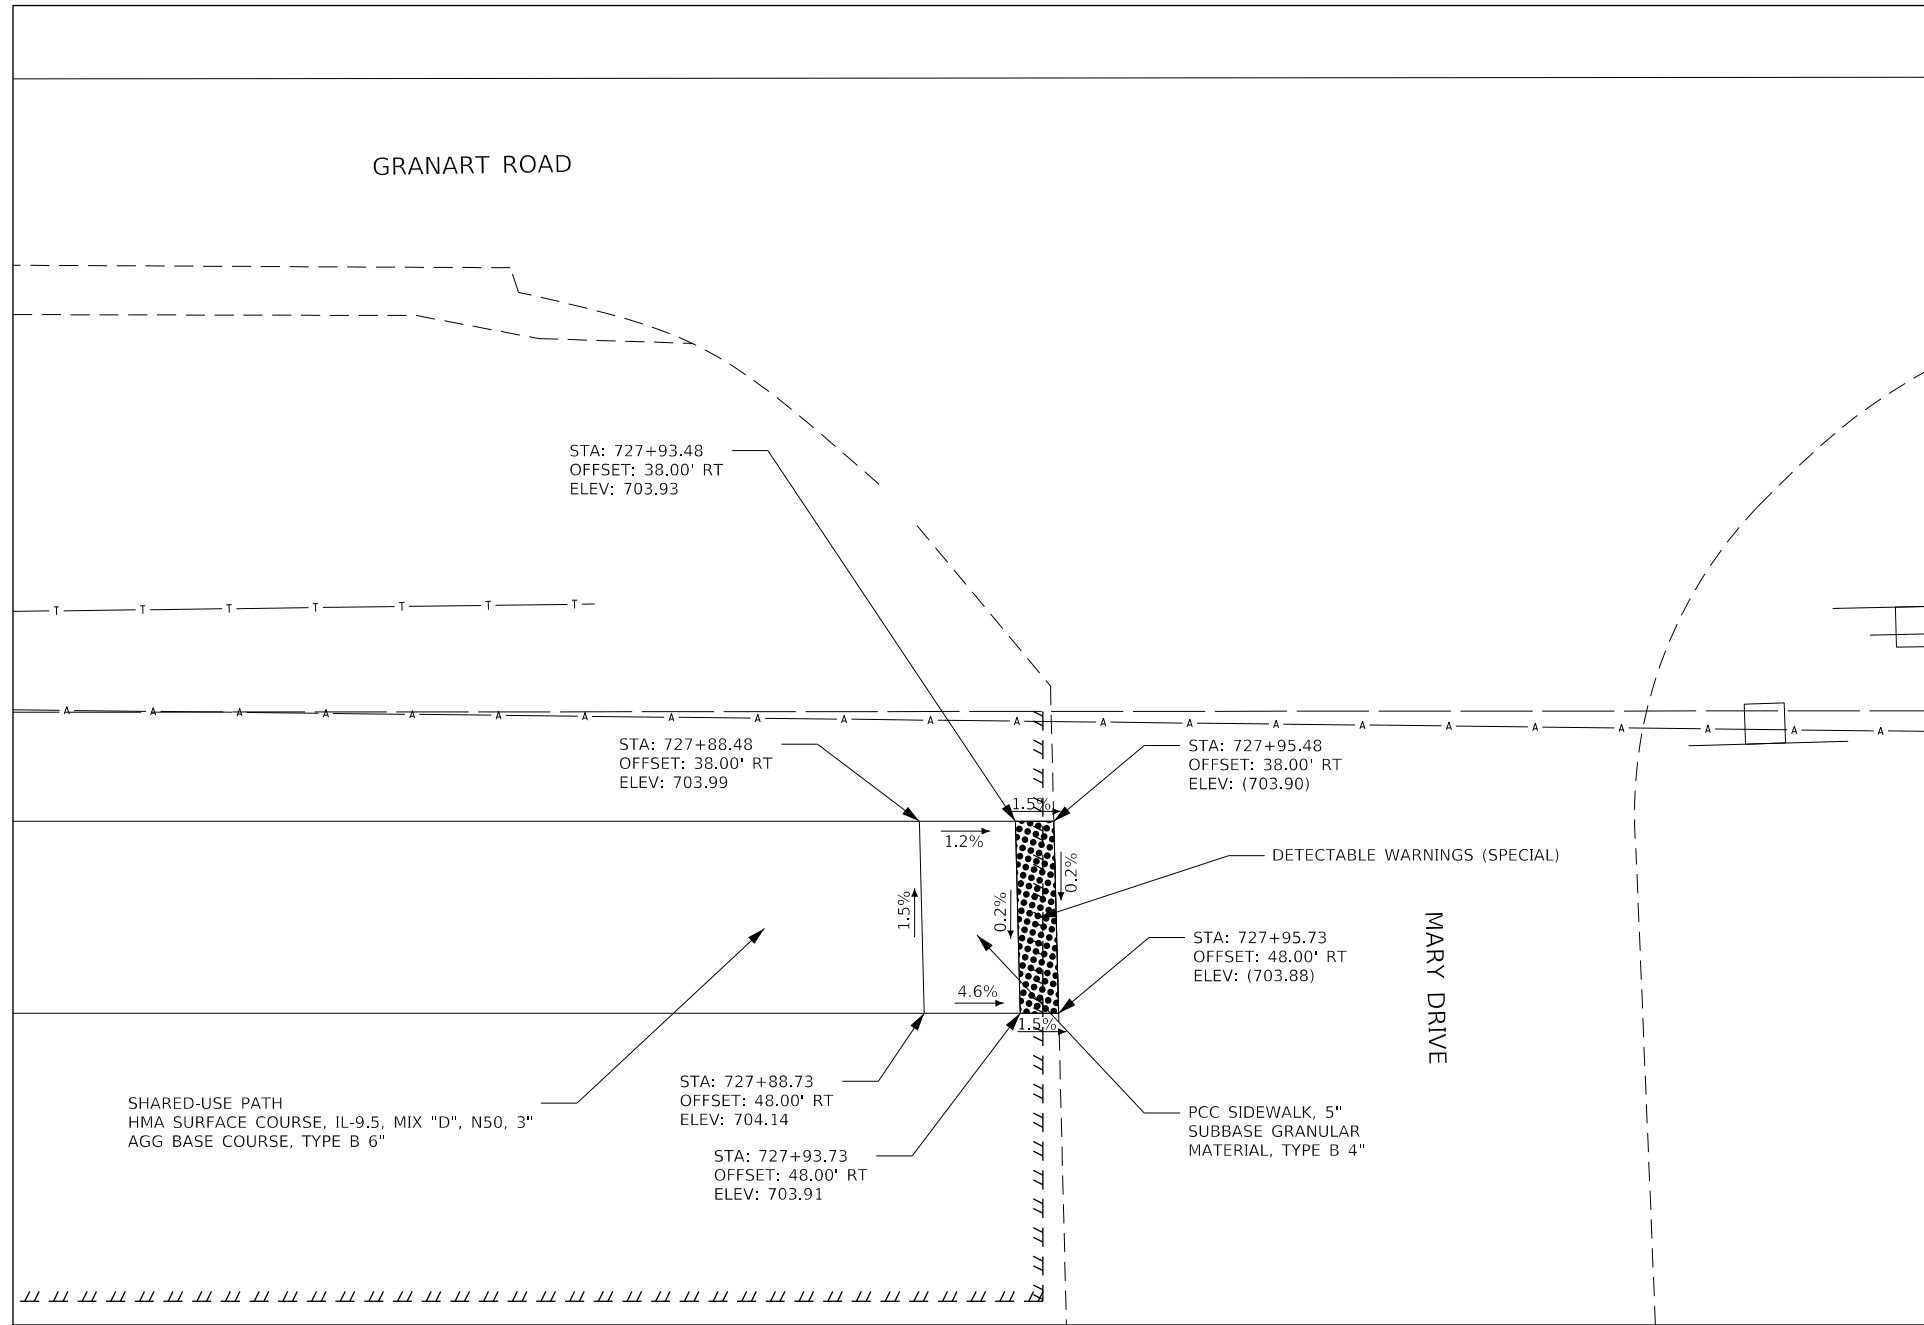 GRANART ROAD
STA: 727+93.48
OFFSET: 38.00' RT
ELEV: 703.93
T T T T T T T
A A A A A A A A A A A A A A A A A A A A A A
STA: 727+88.48
OFFSET: 38.00' RT
ELEV: 703.99
STA: 727+95.48
OFFSET: 38.00' RT
ELEV: (703.90)
1.5%
1.2%
DETECTABLE WARNINGS (SPECIAL)
1.5%
0.2%
0.2%
MARY DRIVE
STA: 727+95.73
OFFSET: 48.00' RT
ELEV: (703.88)
4.6%
1.5%
STA: 727+88.73
OFFSET: 48.00' RT
ELEV: 704.14
SHARED-USE PATH
HMA SURFACE COURSE, IL-9.5, MIX "D", N50, 3"
AGG BASE COURSE, TYPE B 6"
PCC SIDEWALK, 5"
SUBBASE GRANULAR
MATERIAL, TYPE B 4"
STA: 727+93.73
OFFSET: 48.00' RT
ELEV: 703.91